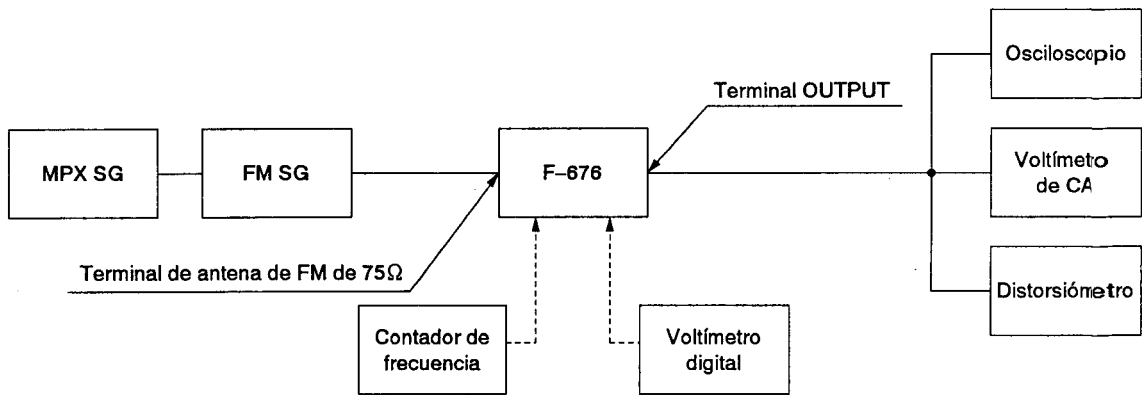 Osciloscopio
Terminal OUTPUT
MPX SG
FM SG
F–676
Voltímetro
de CA
Terminal de antena de FM de 75Ω
Distorsiómetro
Contador de
frecuencia
Voltímetro
digital